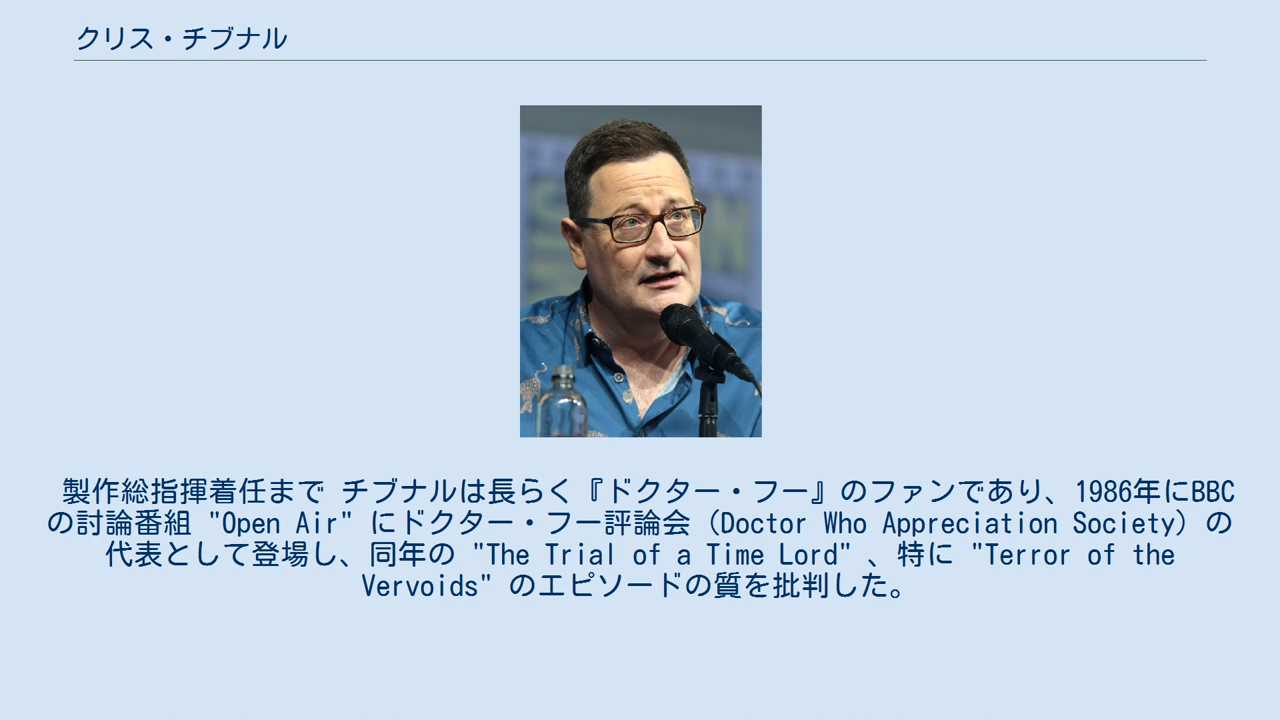 クリス・チブナル
製作総指揮着任まで チブナルは長らく『ドクター・フー』のファンであり、1986年にBBC
の討論番組 "Open Air" にドクター・フー評論会（Doctor Who Appreciation Society）の
代表として登場し、同年の "The Trial of a Time Lord" 、特に "Terror of the
Vervoids" のエピソードの質を批判した。